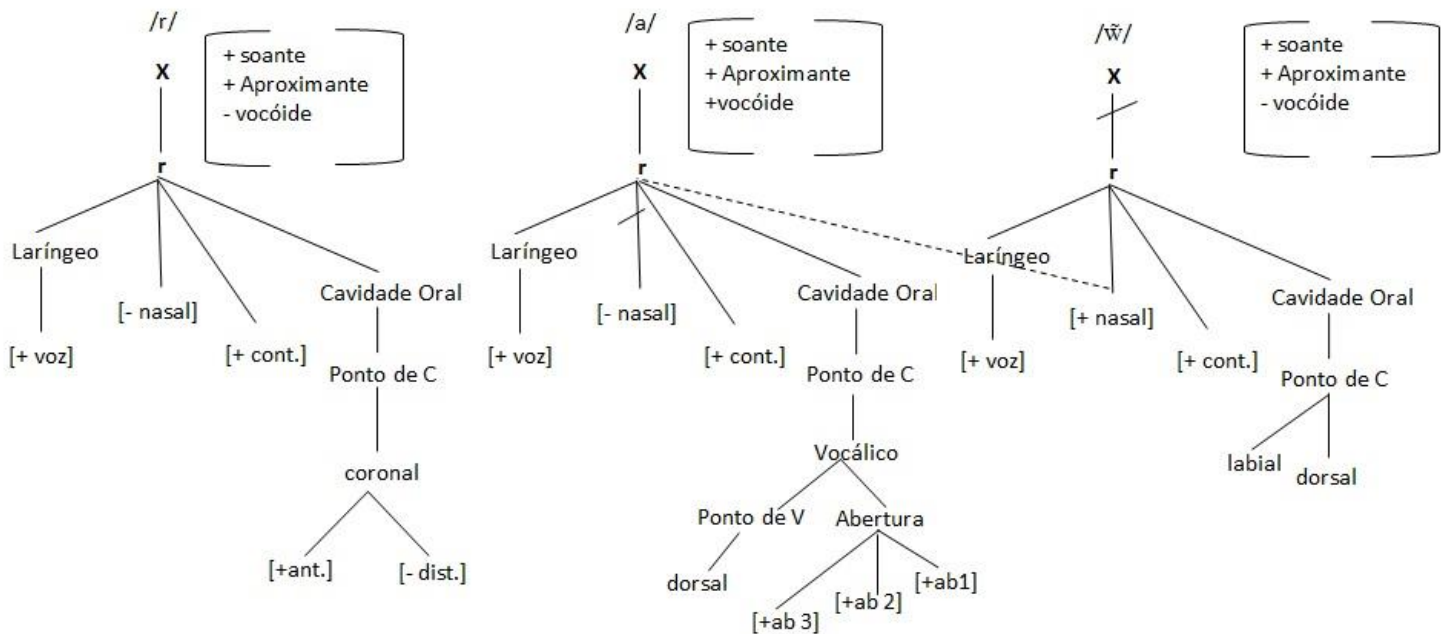 /r/
X
+ soante
+ Aproximante
- vocóide
r
Laríngeo
[+ voz]
[- nasal]
[+ cont.]
Cavidade Oral
Ponto de C
coronal
[+ant.]
[- dist.]
/a/
X
+ soante
+ Aproximante
+vocóide
r
Laríngeo
[+ voz]
[- nasal]
[+ cont.]
Cavidade Oral
Ponto de C
Vocálico
Ponto de V
Abertura
dorsal
[+ab 3]
[+ab 2]
[+ab1]
/w̃/
X
+ soante
+ Aproximante
- vocóide
r
Laríngeo
[+ voz]
[+ nasal]
[+ cont.]
Cavidade Oral
Ponto de C
labial
dorsal